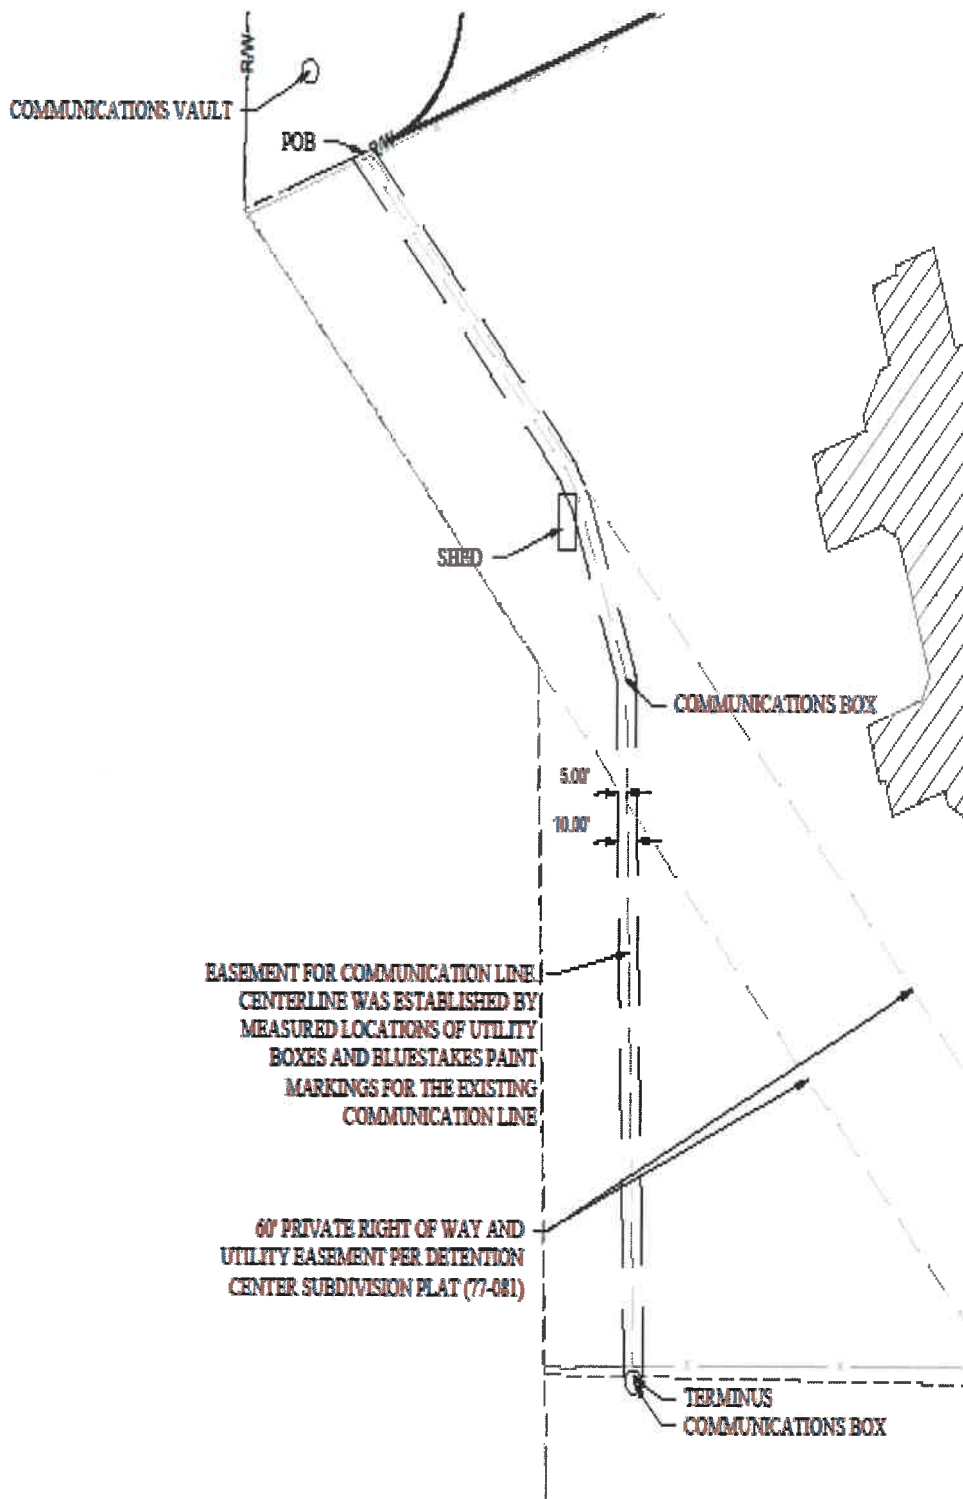 R/W
COMMUNICATIONS VAULT
POB
R/W
SHED
COMMUNICATIONS BOX
5.00'
10.00'
EASEMENT FOR COMMUNICATION LINE.
CENTERLINE WAS ESTABLISHED BY
MEASURED LOCATIONS OF UTILITY
BOXES AND BLUESTAKES PAINT
MARKINGS FOR THE EXISTING
COMMUNICATION LINE
60' PRIVATE RIGHT OF WAY AND
UTILITY EASEMENT PER DETENTION
CENTER SUBDIVISION PLAT (77-081)
TERMINUS
COMMUNICATIONS BOX